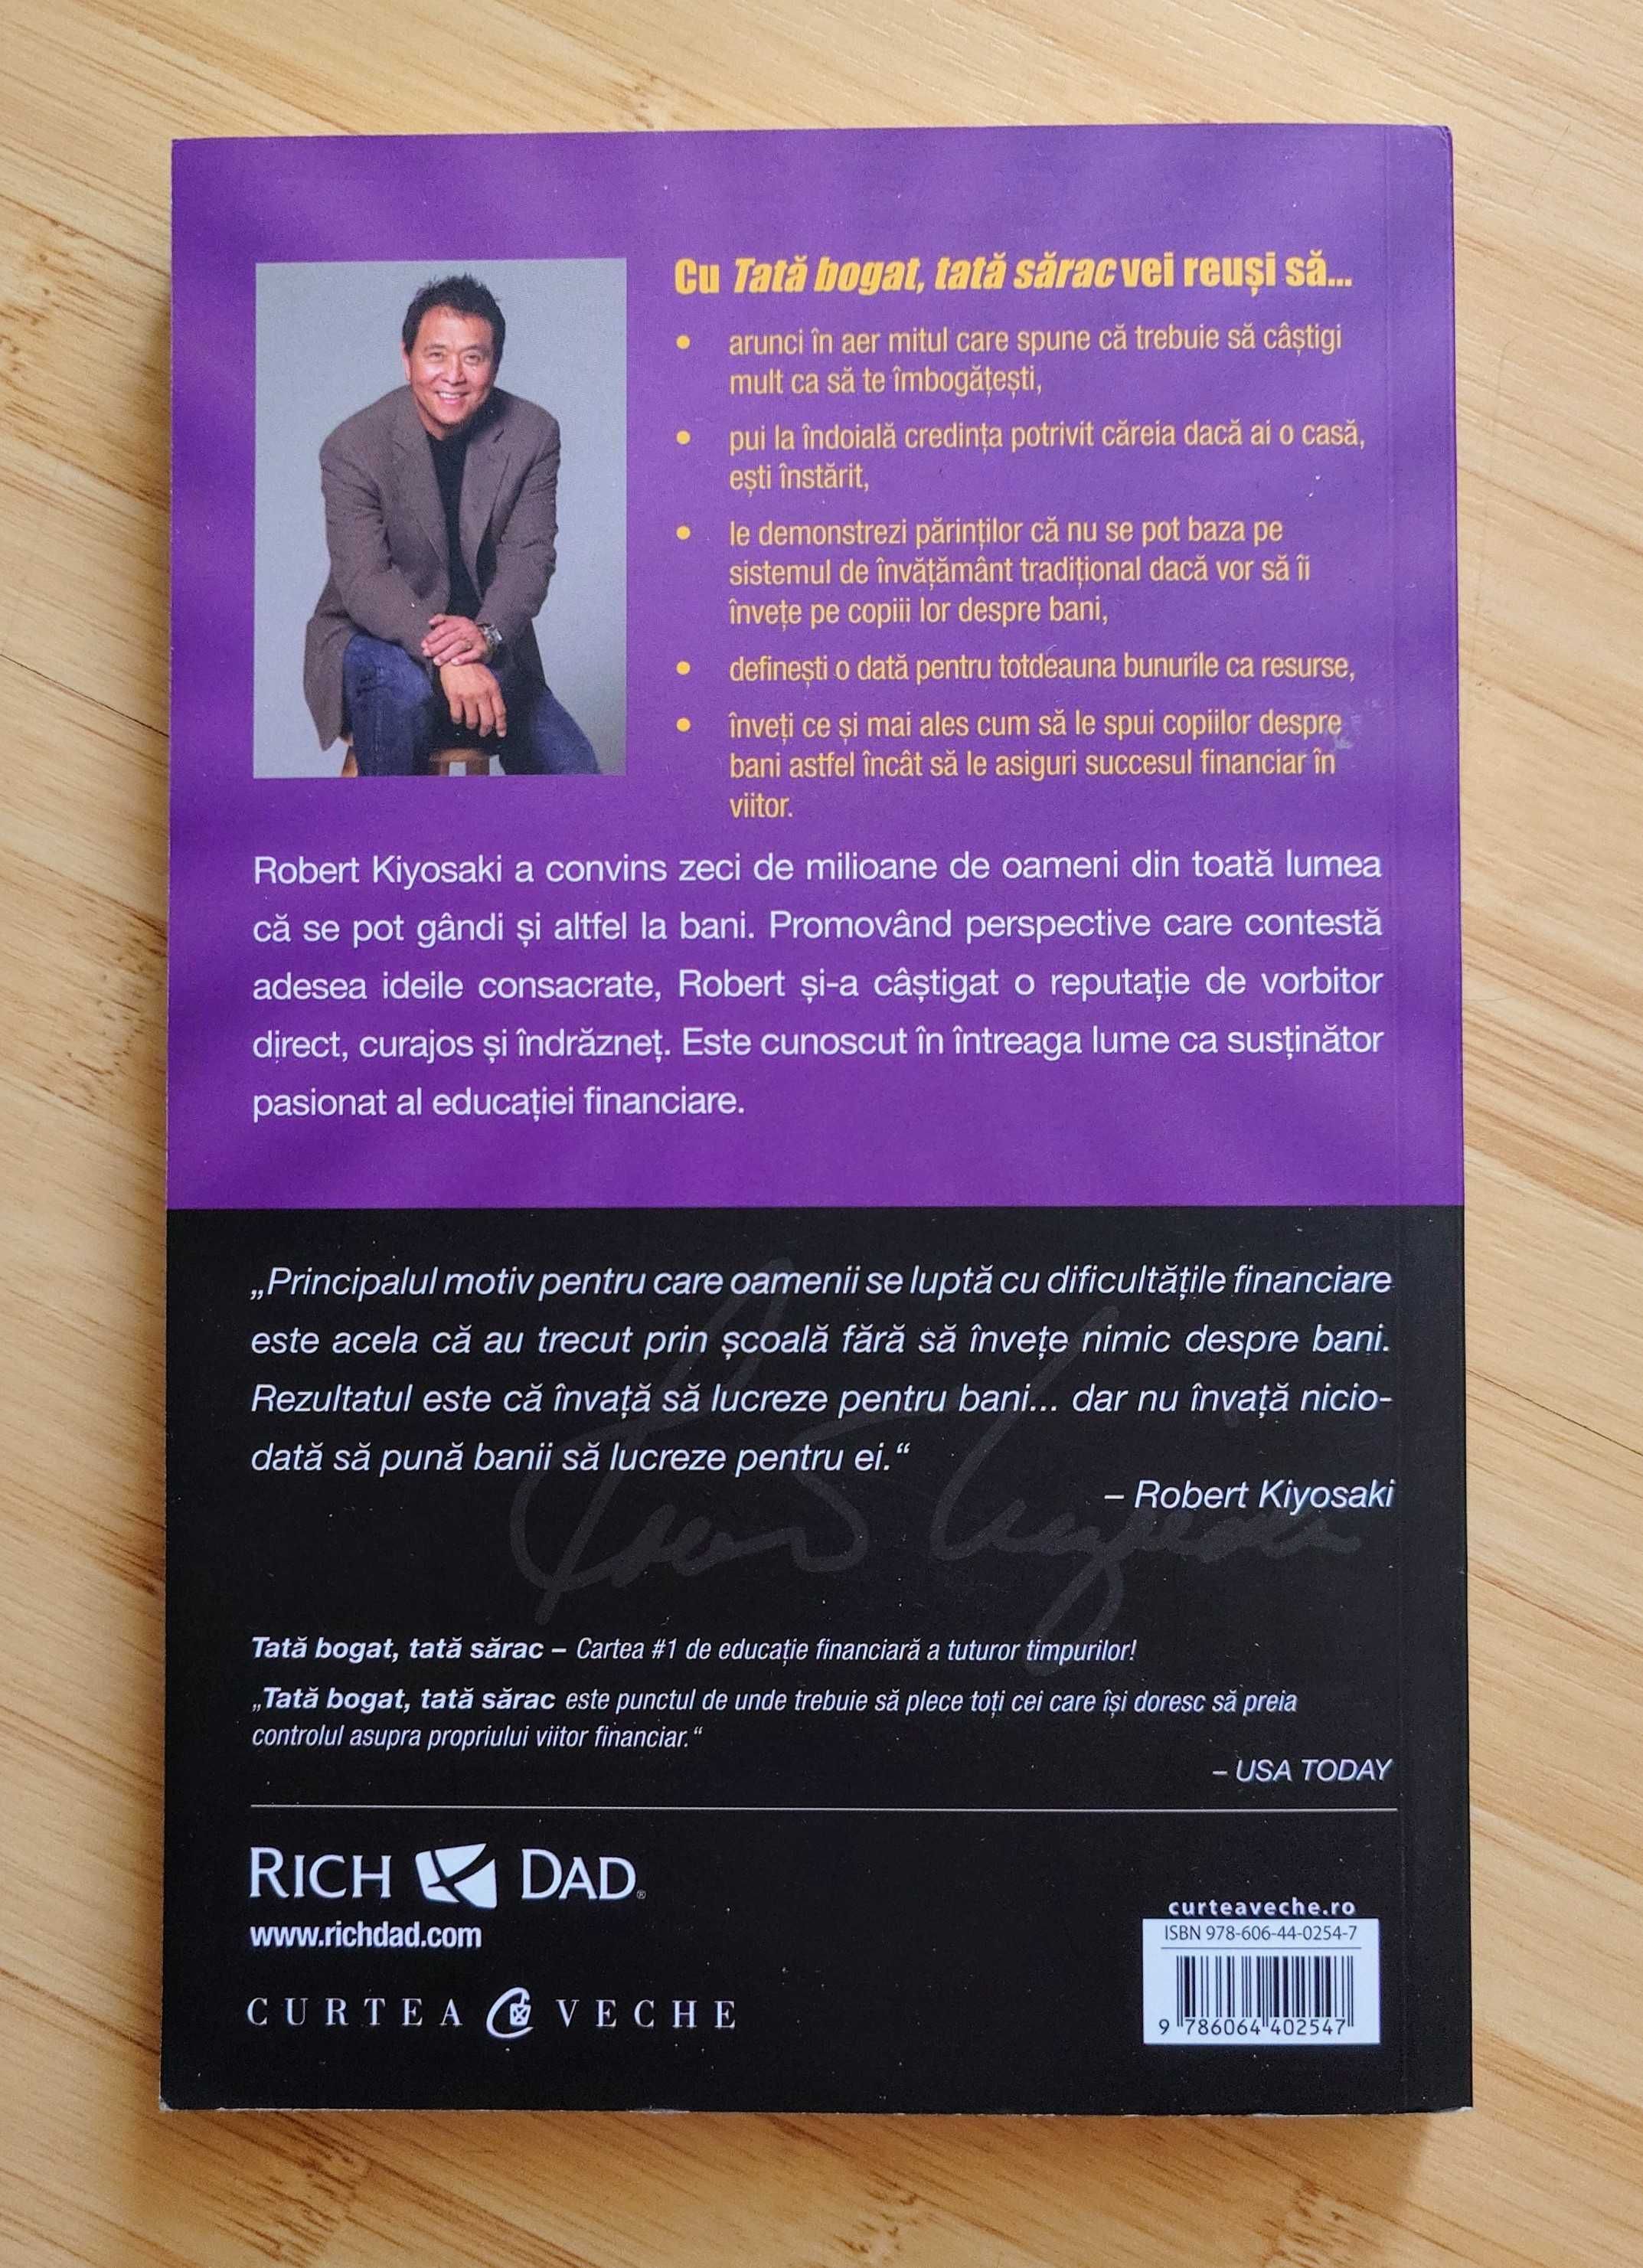 Cu Tată bogat, tată sărac vei reuși să...
• arunci în aer mitul care spune că trebuie să câștigi
mult ca să te îmbogățești,
• pui la îndoială credința potrivit căreia dacă ai o casă,
ești înstărit,
• le demonstrezi părinților că nu se pot baza pe
sistemul de învățământ tradițional dacă vor să îi
învețe pe copiii lor despre bani,
• definești o dată pentru totdeauna bunurile ca resurse,
• înveți ce și mai ales cum să le spui copiilor despre
bani astfel încât să le asiguri succesul financiar în
viitor.
Robert Kiyosaki a convins zeci de milioane de oameni din toată lumea
că se pot gândi și altfel la bani. Promovând perspective care contestă
adesea ideile consacrate, Robert și-a câștigat o reputație de vorbitor
direct, curajos și îndrăzneț. Este cunoscut în întreaga lume ca susținător
pasionat al educației financiare.
„Principalul motiv pentru care oamenii se luptă cu dificultățile financiare
este acela că au trecut prin școală fără să învețe nimic despre bani.
Rezultatul este că învață să lucreze pentru bani... dar nu învață nicio-
dată să pună banii să lucreze pentru ei.“
– Robert Kiyosaki
Tată bogat, tată sărac – Cartea #1 de educație financiară a tuturor timpurilor!
„Tată bogat, tată sărac este punctul de unde trebuie să plece toți cei care își doresc să preia
controlul asupra propriului viitor financiar.“
– USA TODAY
RICH DAD®
www.richdad.com
CURTEA VECHE
curteaveche.ro
ISBN 978-606-44-0254-7
9 786064 402547